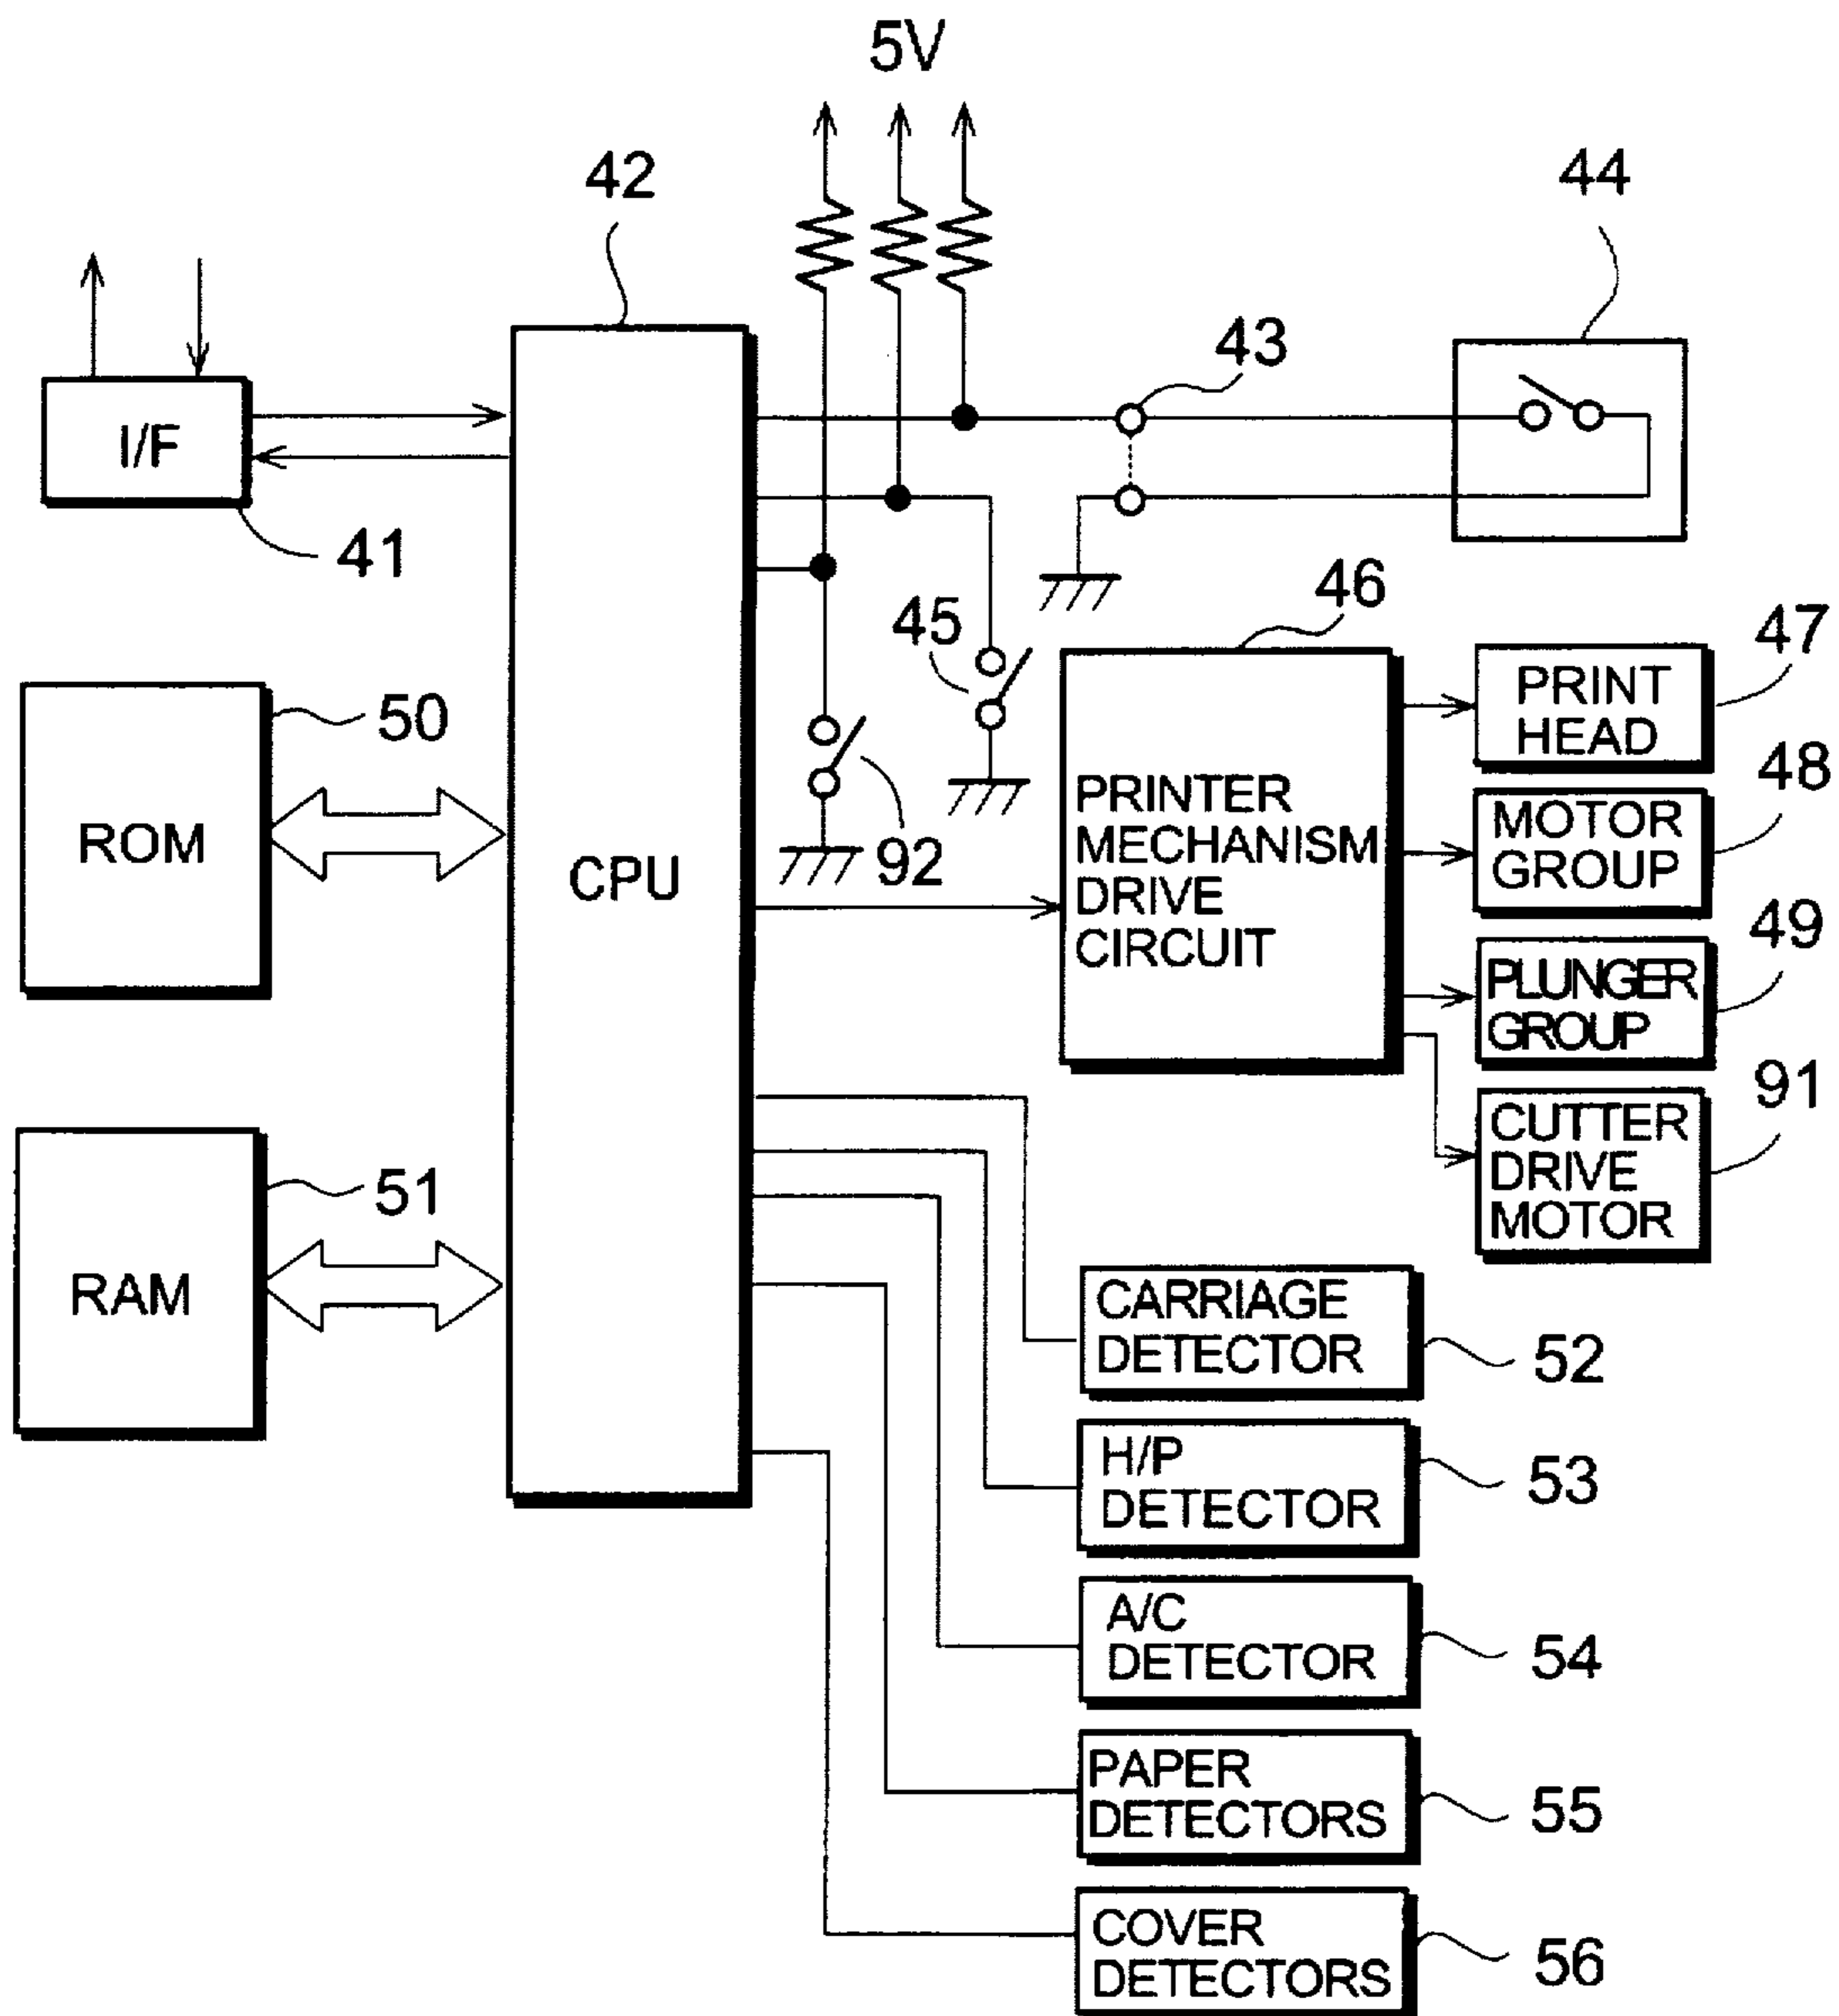 5V
42
44
43
I/F
41
45
46
47
PRINT
HEAD
50
ROM
92
CPU
PRINTER
MECHANISM
DRIVE
CIRCUIT
48
MOTOR
GROUP
49
PLUNGER
GROUP
91
CUTTER
DRIVE
MOTOR
51
RAM
CARRIAGE
DETECTOR
52
H/P
DETECTOR
53
A/C
DETECTOR
54
PAPER
DETECTORS
55
COVER
DETECTORS
56